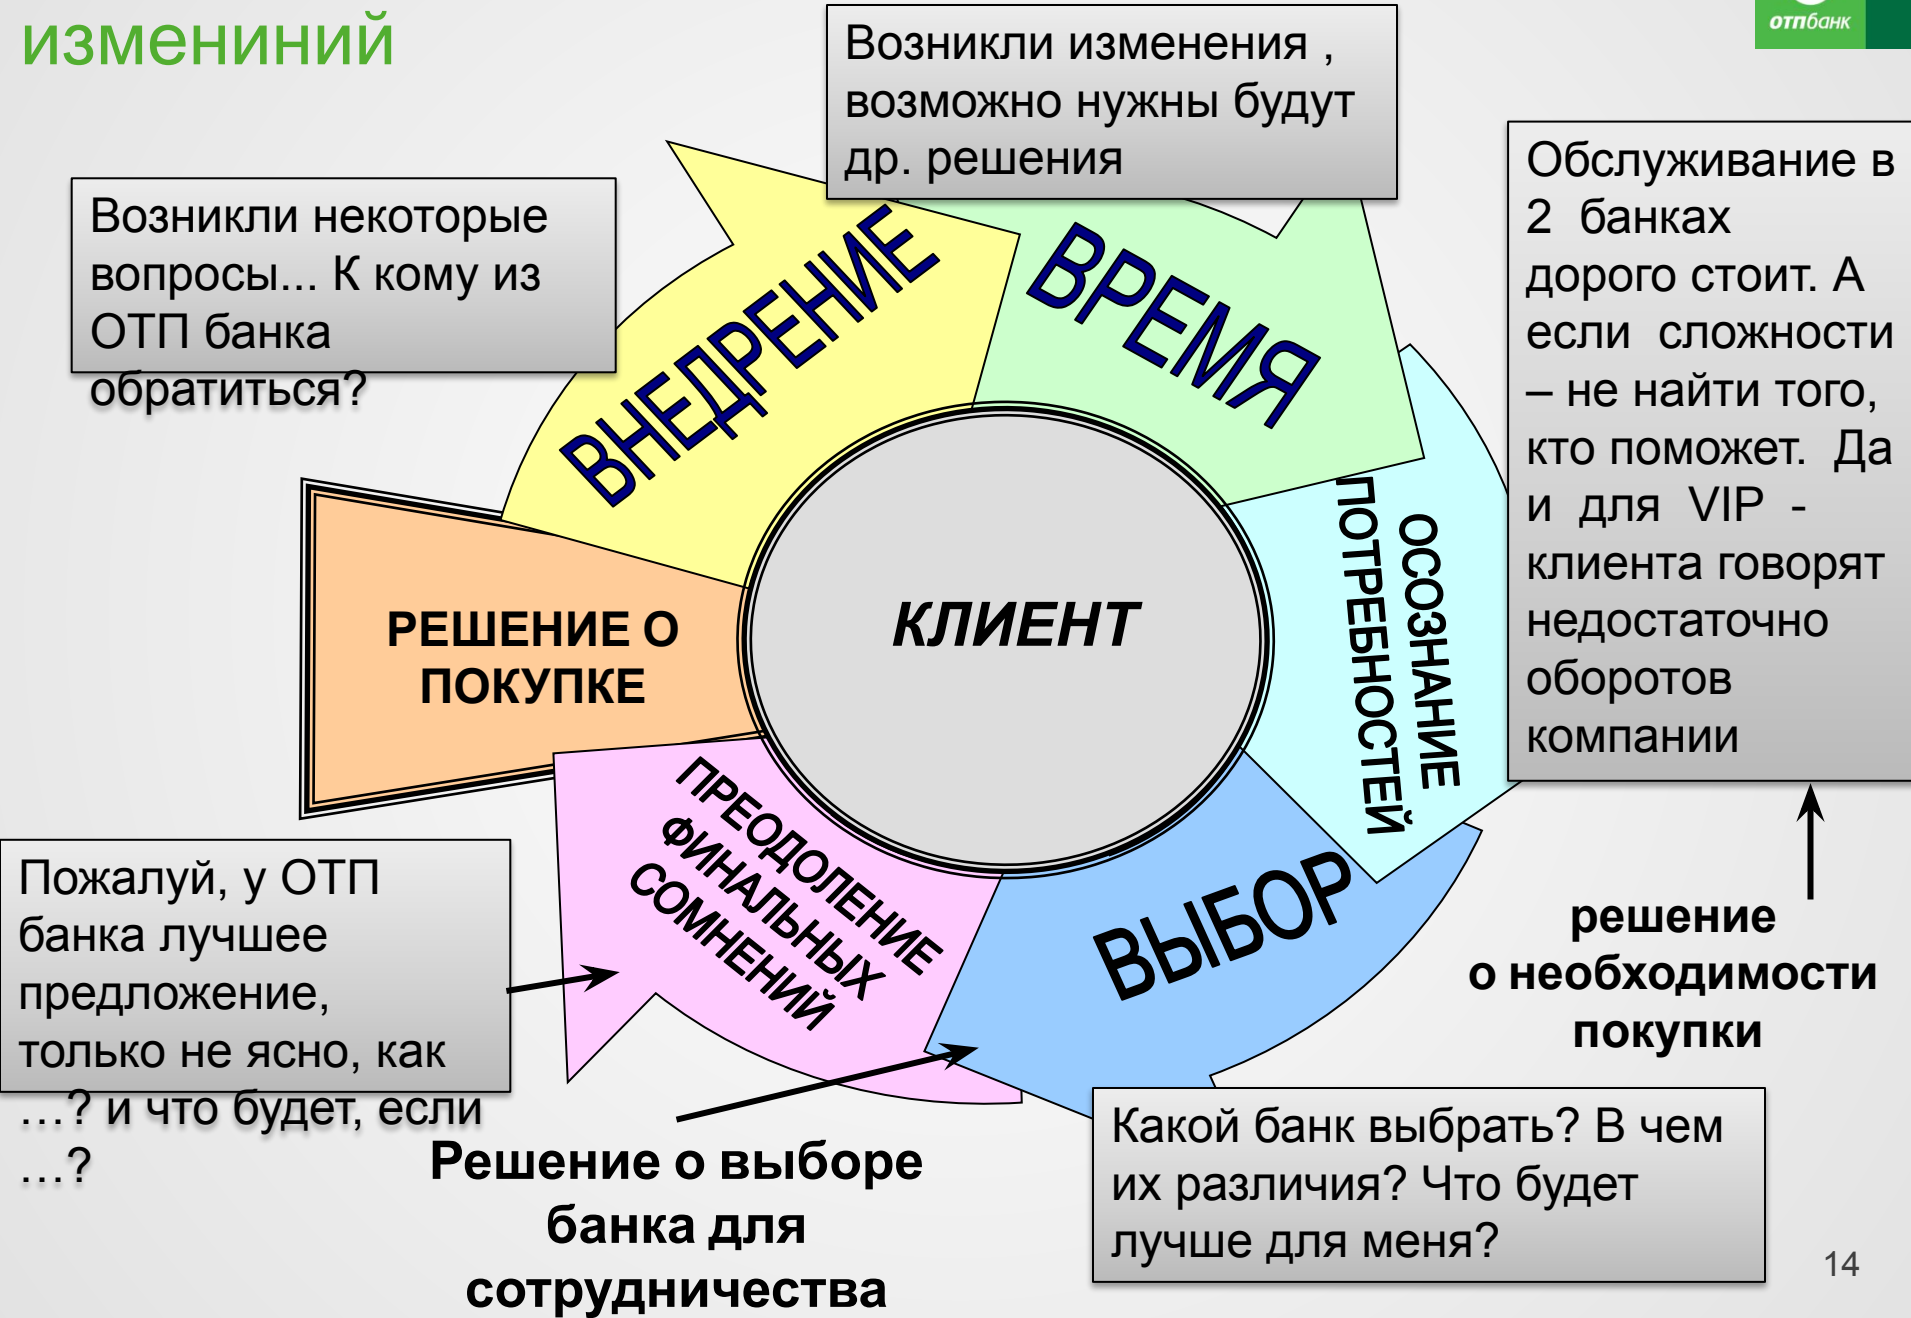 измениний
отпбанк
Возникли изменения ,
возможно нужны будут
др. решения
Возникли некоторые
вопросы... К кому из
ОТП банка
обратиться?
ВНЕДРЕНИЕ
ВРЕМЯ
Обслуживание в
2 банках
дорого стоит. А
если сложности
– не найти того,
кто поможет. Да
и для VIP -
клиента говорят
недостаточно
оборотов
компании
ОСОЗНАНИЕ
ПОТРЕБНОСТЕЙ
КЛИЕНТ
РЕШЕНИЕ О
ПОКУПКЕ
ПРЕОДОЛЕНИЕ
ФИНАЛЬНЫХ
СОМНЕНИЙ
ВЫБОР
решение
о необходимости
покупки
Пожалуй, у ОТП
банка лучшее
предложение,
только не ясно, как
…? и что будет, если
…?
Решение о выборе
банка для
сотрудничества
Какой банк выбрать? В чем
их различия? Что будет
лучше для меня?
14